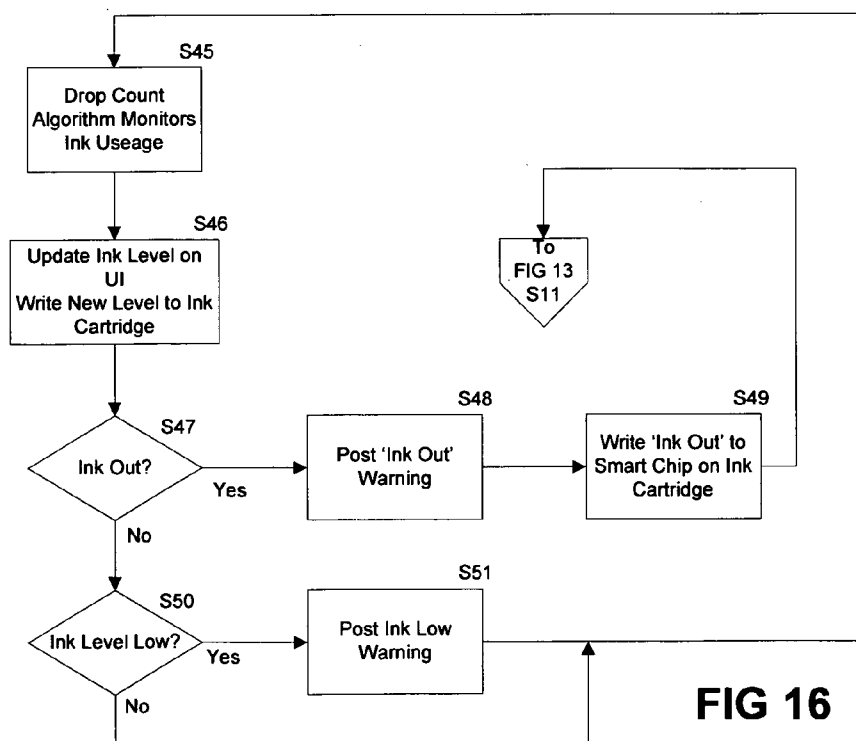 S45
Drop Count
Algorithm Monitors
Ink Useage
S46
Update Ink Level on
UI
Write New Level to Ink
Cartridge
To
FIG 13
S11
S47
Ink Out?
Yes
No
S48
Post ‘Ink Out’
Warning
S49
Write ‘Ink Out’ to
Smart Chip on Ink
Cartridge
S50
Ink Level Low?
Yes
No
S51
Post Ink Low
Warning
FIG 16